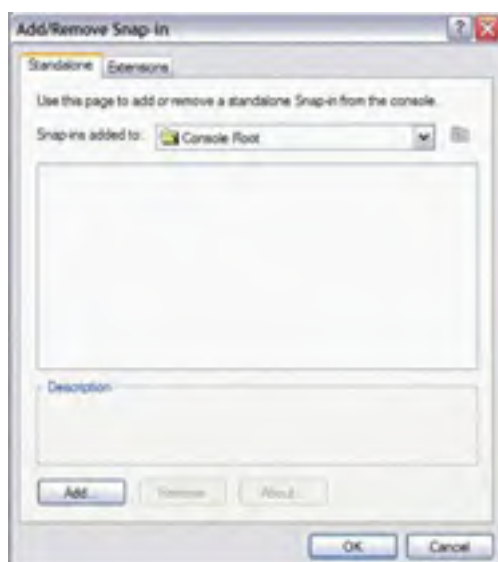 Add/Remove Snap-in
Standalone Extensions
Use this page to add or remove a standalone Snap-in from the console.
Snap-ins added to: Console Root
Description
Add... Remove About...
OK Cancel